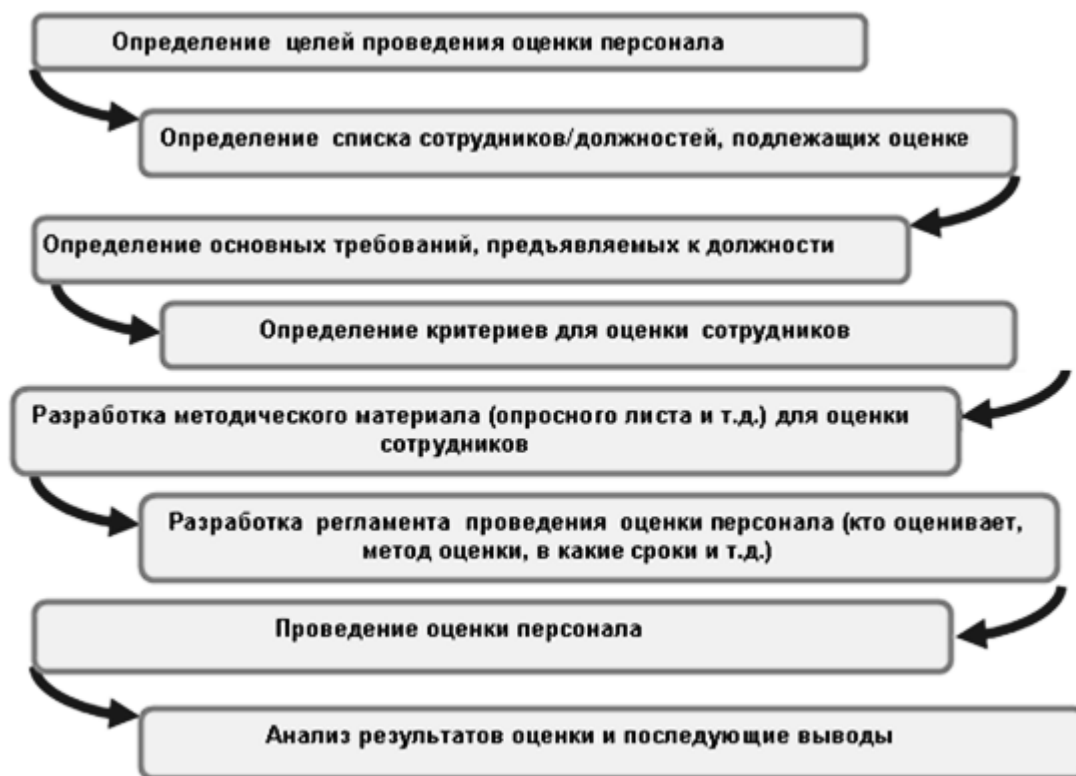 Определение целей проведения оценки персонала
Определение списка сотрудников/должностей, подлежащих оценке
Определение основных требований, предъявляемых к должности
Определение критериев для оценки сотрудников
Разработка методического материала (опросного листа и т.д.) для оценки
сотрудников
Разработка регламента проведения оценки персонала (кто оценивает,
метод оценки, в какие сроки и т.д.)
Проведение оценки персонала
Анализ результатов оценки и последующие выводы